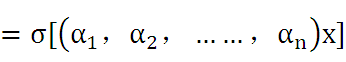 = σ[(α₁，α₂， ……，αₙ)x]